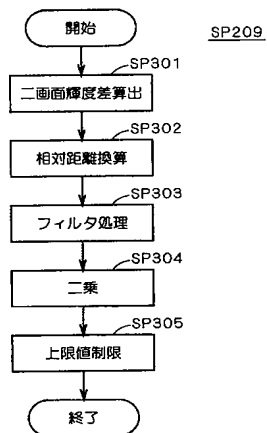 開始
SP209
SP301
二画面輝度差算出
SP302
相対距離換算
SP303
フィルタ処理
SP304
二乗
SP305
上限値制限
終了